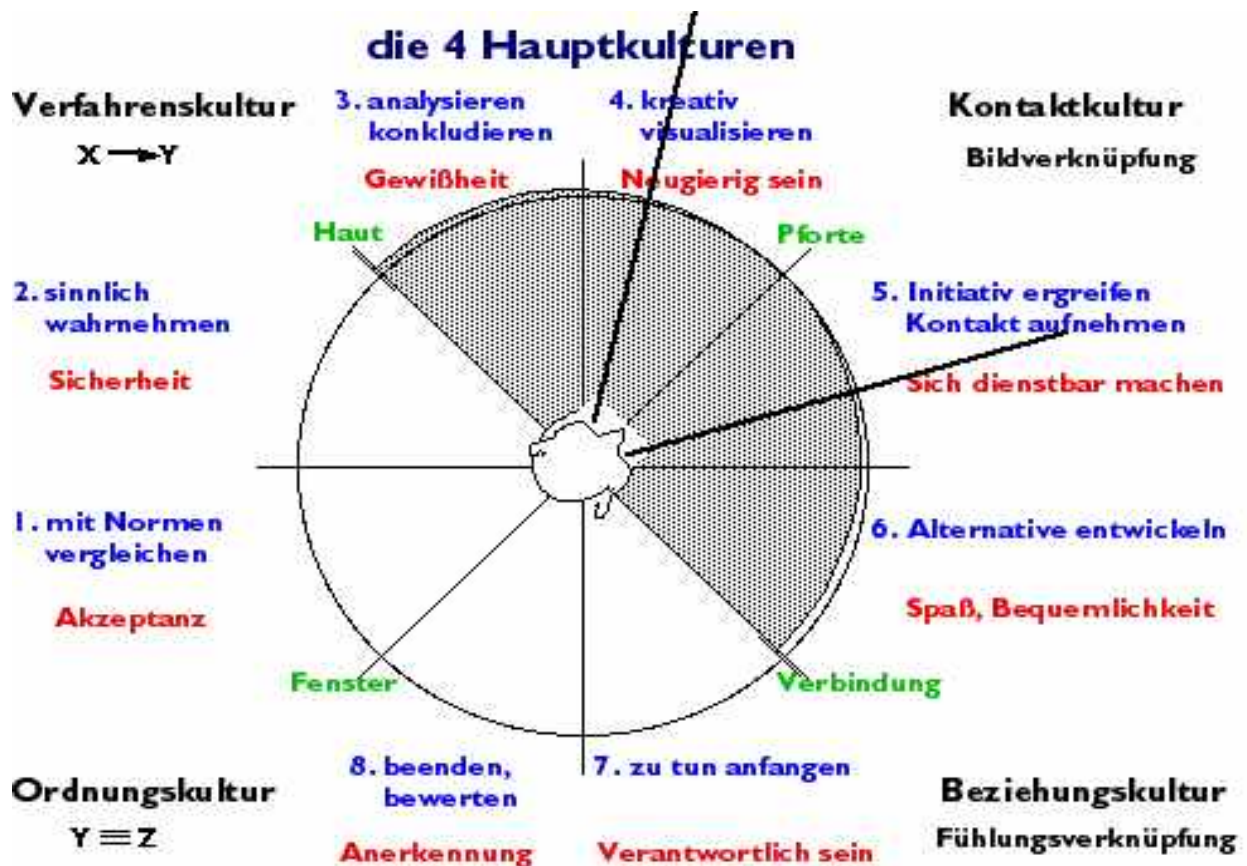 die 4 Hauptkulturen
Verfahrenskultur
X → Y
3. analysieren
konkludieren
Gewißheit
4. kreativ
visualisieren
Neugierig sein
Kontaktkultur
Bildverknüpfung
Haut
Pforte
2. sinnlich
wahrnehmen
Sicherheit
5. Initiativ ergreifen
Kontakt aufnehmen
Sich dienstbar machen
1. mit Normen
vergleichen
Akzeptanz
6. Alternative entwickeln
Spaß, Bequemlichkeit
Fenster
Verbindung
Ordnungskultur
Y ≡ Z
8. beenden,
bewerten
Anerkennung
7. zu tun anfangen
Verantwortlich sein
Beziehungskultur
Fühlungsverknüpfung